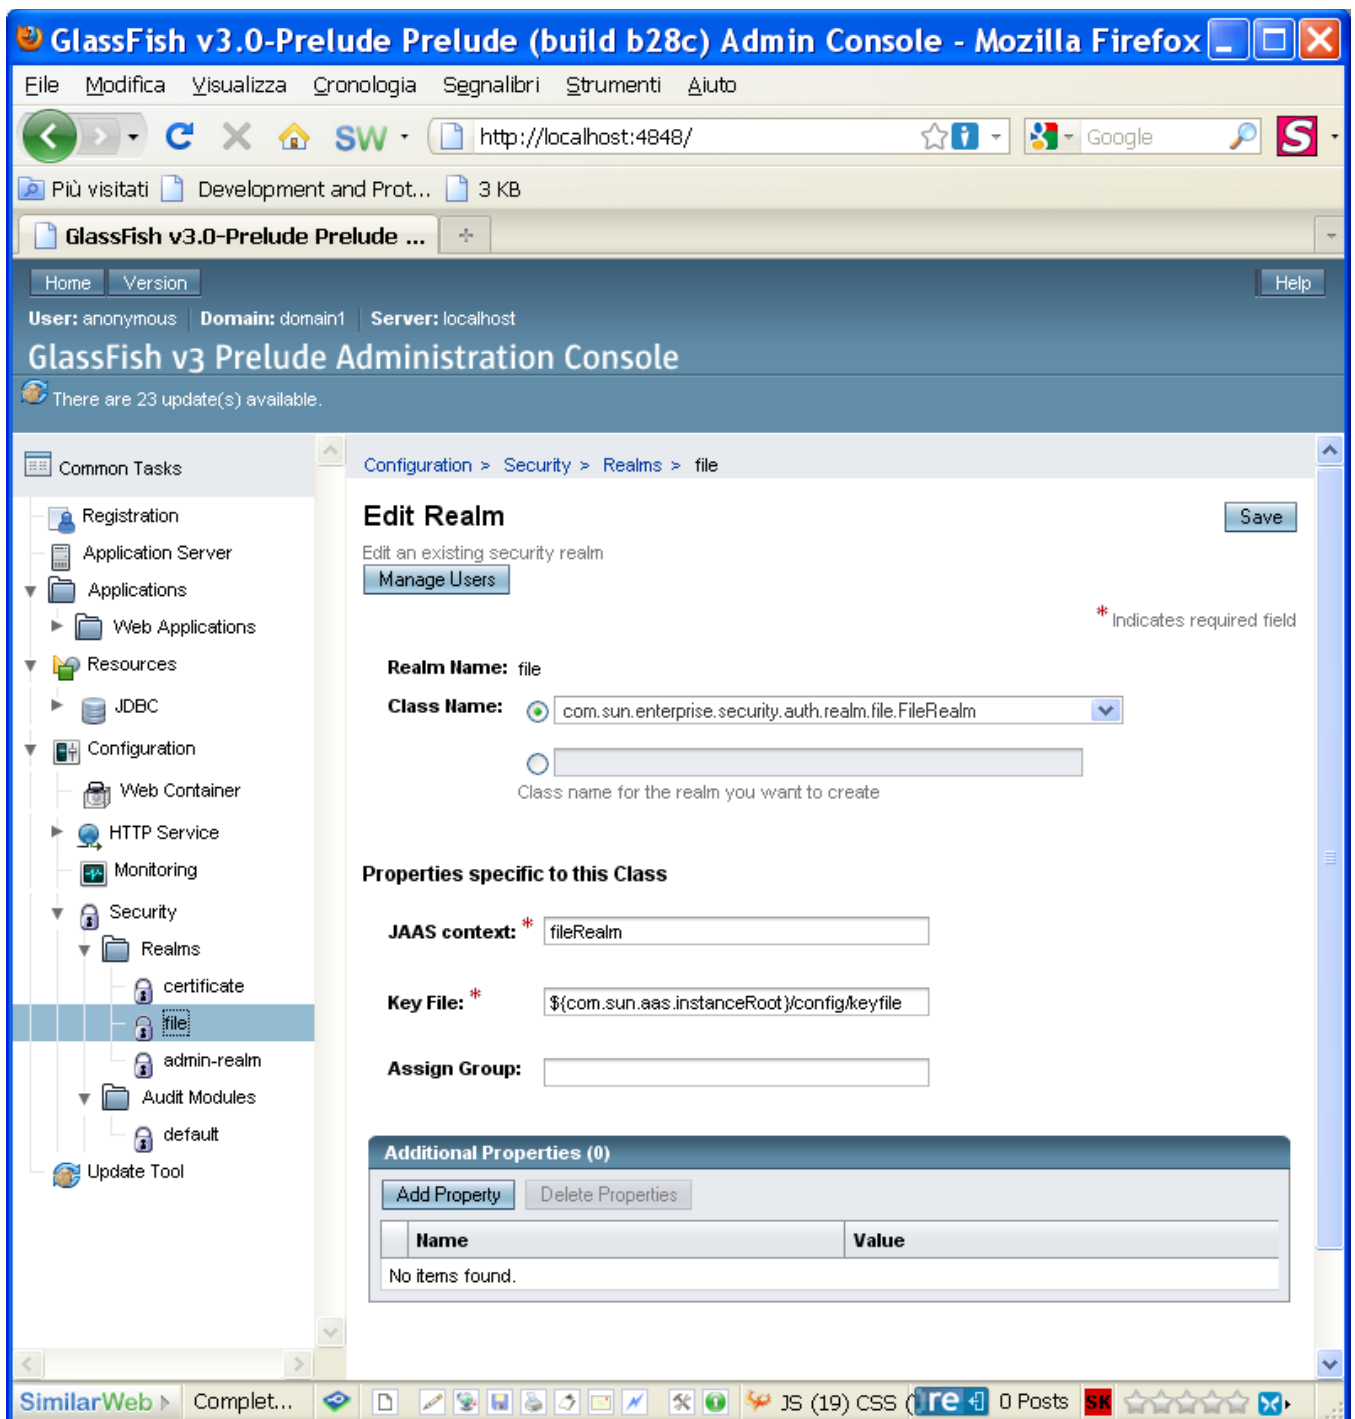 GlassFish v3.0-Prelude Prelude (build b28c) Admin Console - Mozilla Firefox
File Modifica Visualizza Cronologia Segnalibri Strumenti Aiuto
SW http://localhost:4848/ Google S
Più visitati Development and Prot... 3 KB
GlassFish v3.0-Prelude Prelude ...
Home Version Help
User: anonymous Domain: domain1 Server: localhost
GlassFish v3 Prelude Administration Console
There are 23 update(s) available.
Common Tasks
Registration
Application Server
Applications
Web Applications
Resources
JDBC
Configuration
Web Container
HTTP Service
Monitoring
Security
Realms
certificate
file
admin-realm
Audit Modules
default
Update Tool
Configuration > Security > Realms > file
Edit Realm
Save
Edit an existing security realm
Manage Users
* Indicates required field
Realm Name: file
Class Name: com.sun.enterprise.security.auth.realm.file.FileRealm
Class name for the realm you want to create
Properties specific to this Class
JAAS context: * fileRealm
Key File: * ${com.sun.aas.instanceRoot}/config/keyfile
Assign Group:
Additional Properties (0)
Add Property Delete Properties
Name Value
No items found.
SimilarWeb Complet... JS (19) CSS ( re 0 Posts SK